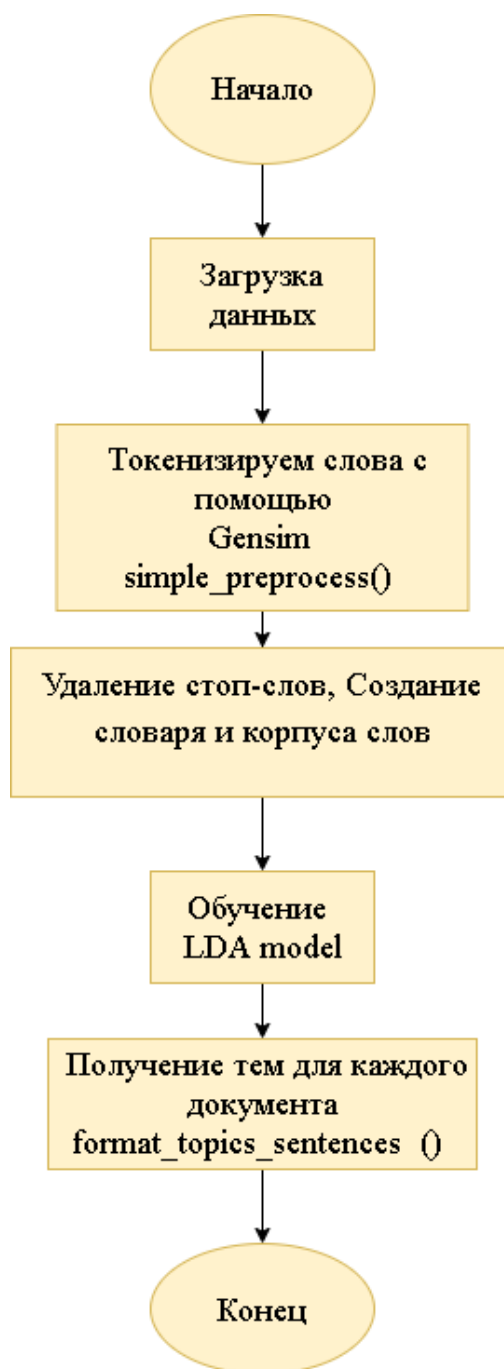 Начало
Загрузка
данных
Токенизируем слова с
помощью
Gensim
simple_preprocess()
Удаление стоп-слов, Создание
словаря и корпуса слов
Обучение
LDA model
Получение тем для каждого
документа
format_topics_sentences ()
Конец